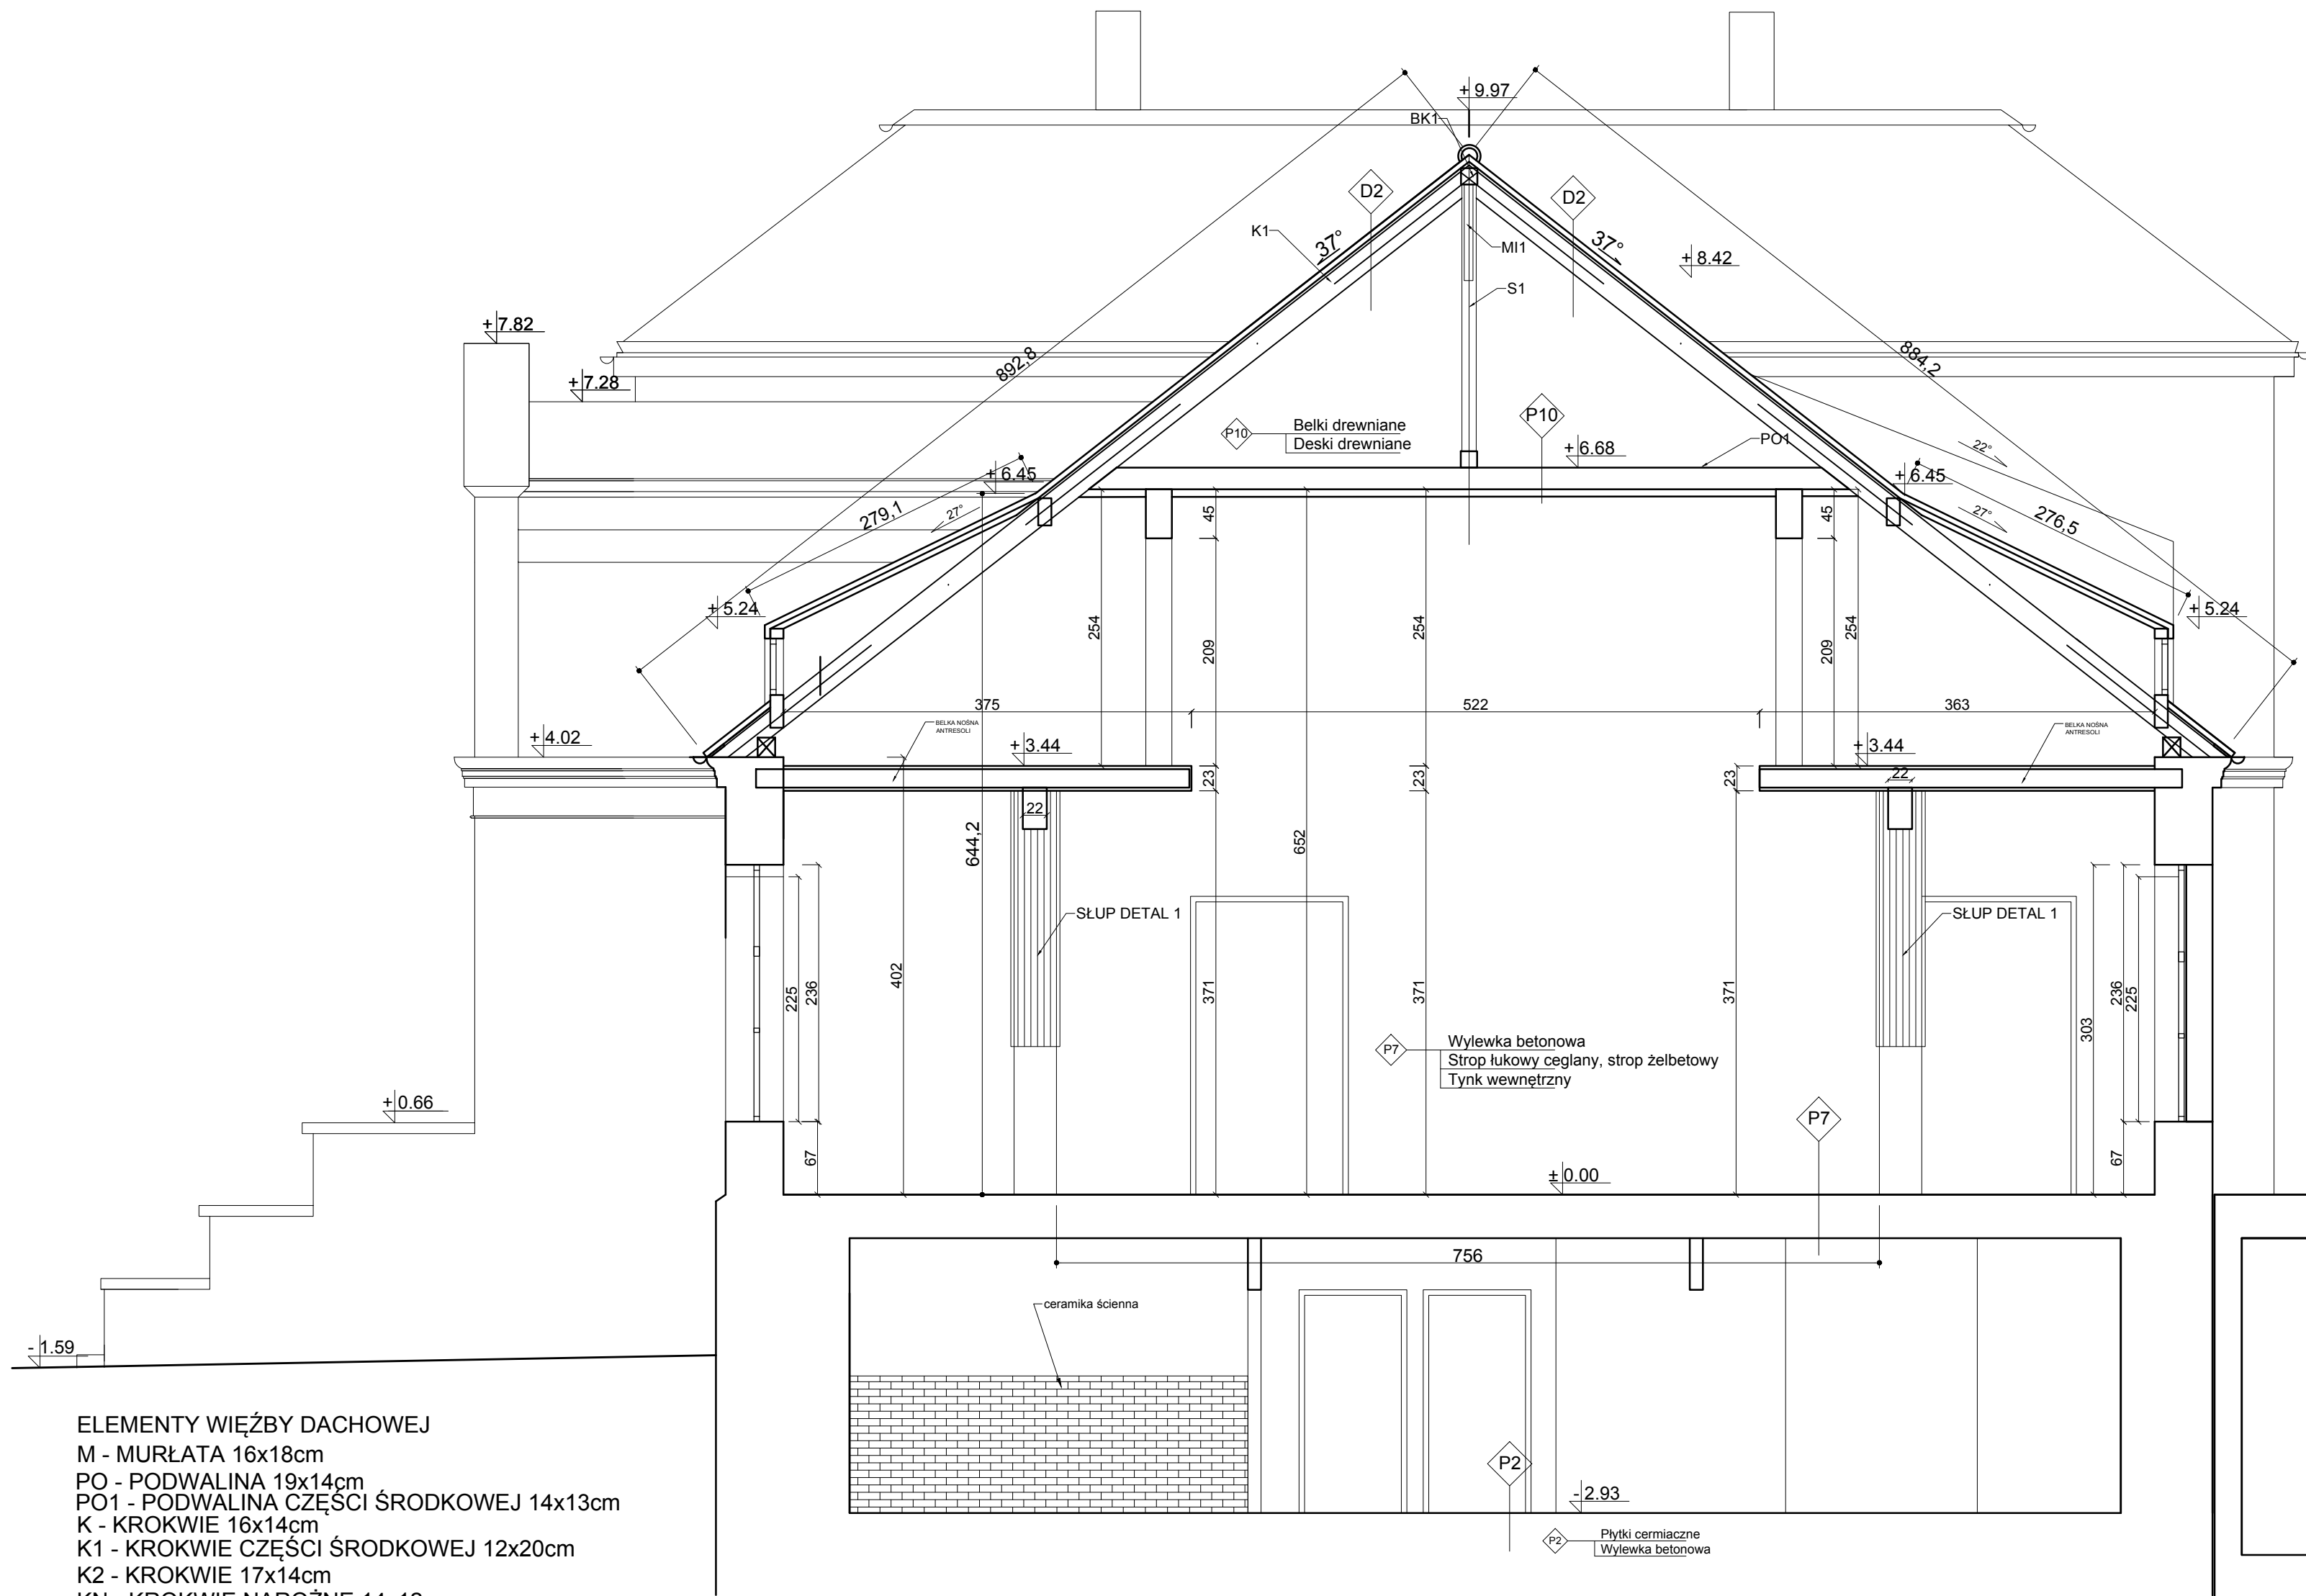 + 9.97
BK1
D2
D2
K1
37°
37°
MI1
+ 8.42
S1
+ 7.82
892,8
884,2
+ 7.28
P10
Belki drewniane
Deski drewniane
P10
PO1
+ 6.68
22°
+ 6.45
+ 6.45
279,1
27°
27°
276,5
45
45
+ 5.24
+ 5.24
254
209
254
209
254
375
522
363
BELKA NOŚNA
ANTRESOLI
BELKA NOŚNA
ANTRESOLI
+ 4.02
+ 3.44
+ 3.44
23
23
23
22
22
644,2
652
SŁUP DETAL 1
SŁUP DETAL 1
225
236
402
371
371
371
303
236
225
P7
Wylewka betonowa
Strop łukowy ceglany, strop żelbetowy
Tynk wewnętrzny
+ 0.66
P7
67
67
± 0.00
756
ceramika ścienna
- 1.59
P2
- 2.93
P2
Płytki cermiaczne
Wylewka betonowa
ELEMENTY WIĘŹBY DACHOWEJ
M - MURŁATA 16x18cm
PO - PODWALINA 19x14cm
PO1 - PODWALINA CZĘŚCI ŚRODKOWEJ 14x13cm
K - KROKWIE 16x14cm
K1 - KROKWIE CZĘŚCI ŚRODKOWEJ 12x20cm
K2 - KROKWIE 17x14cm